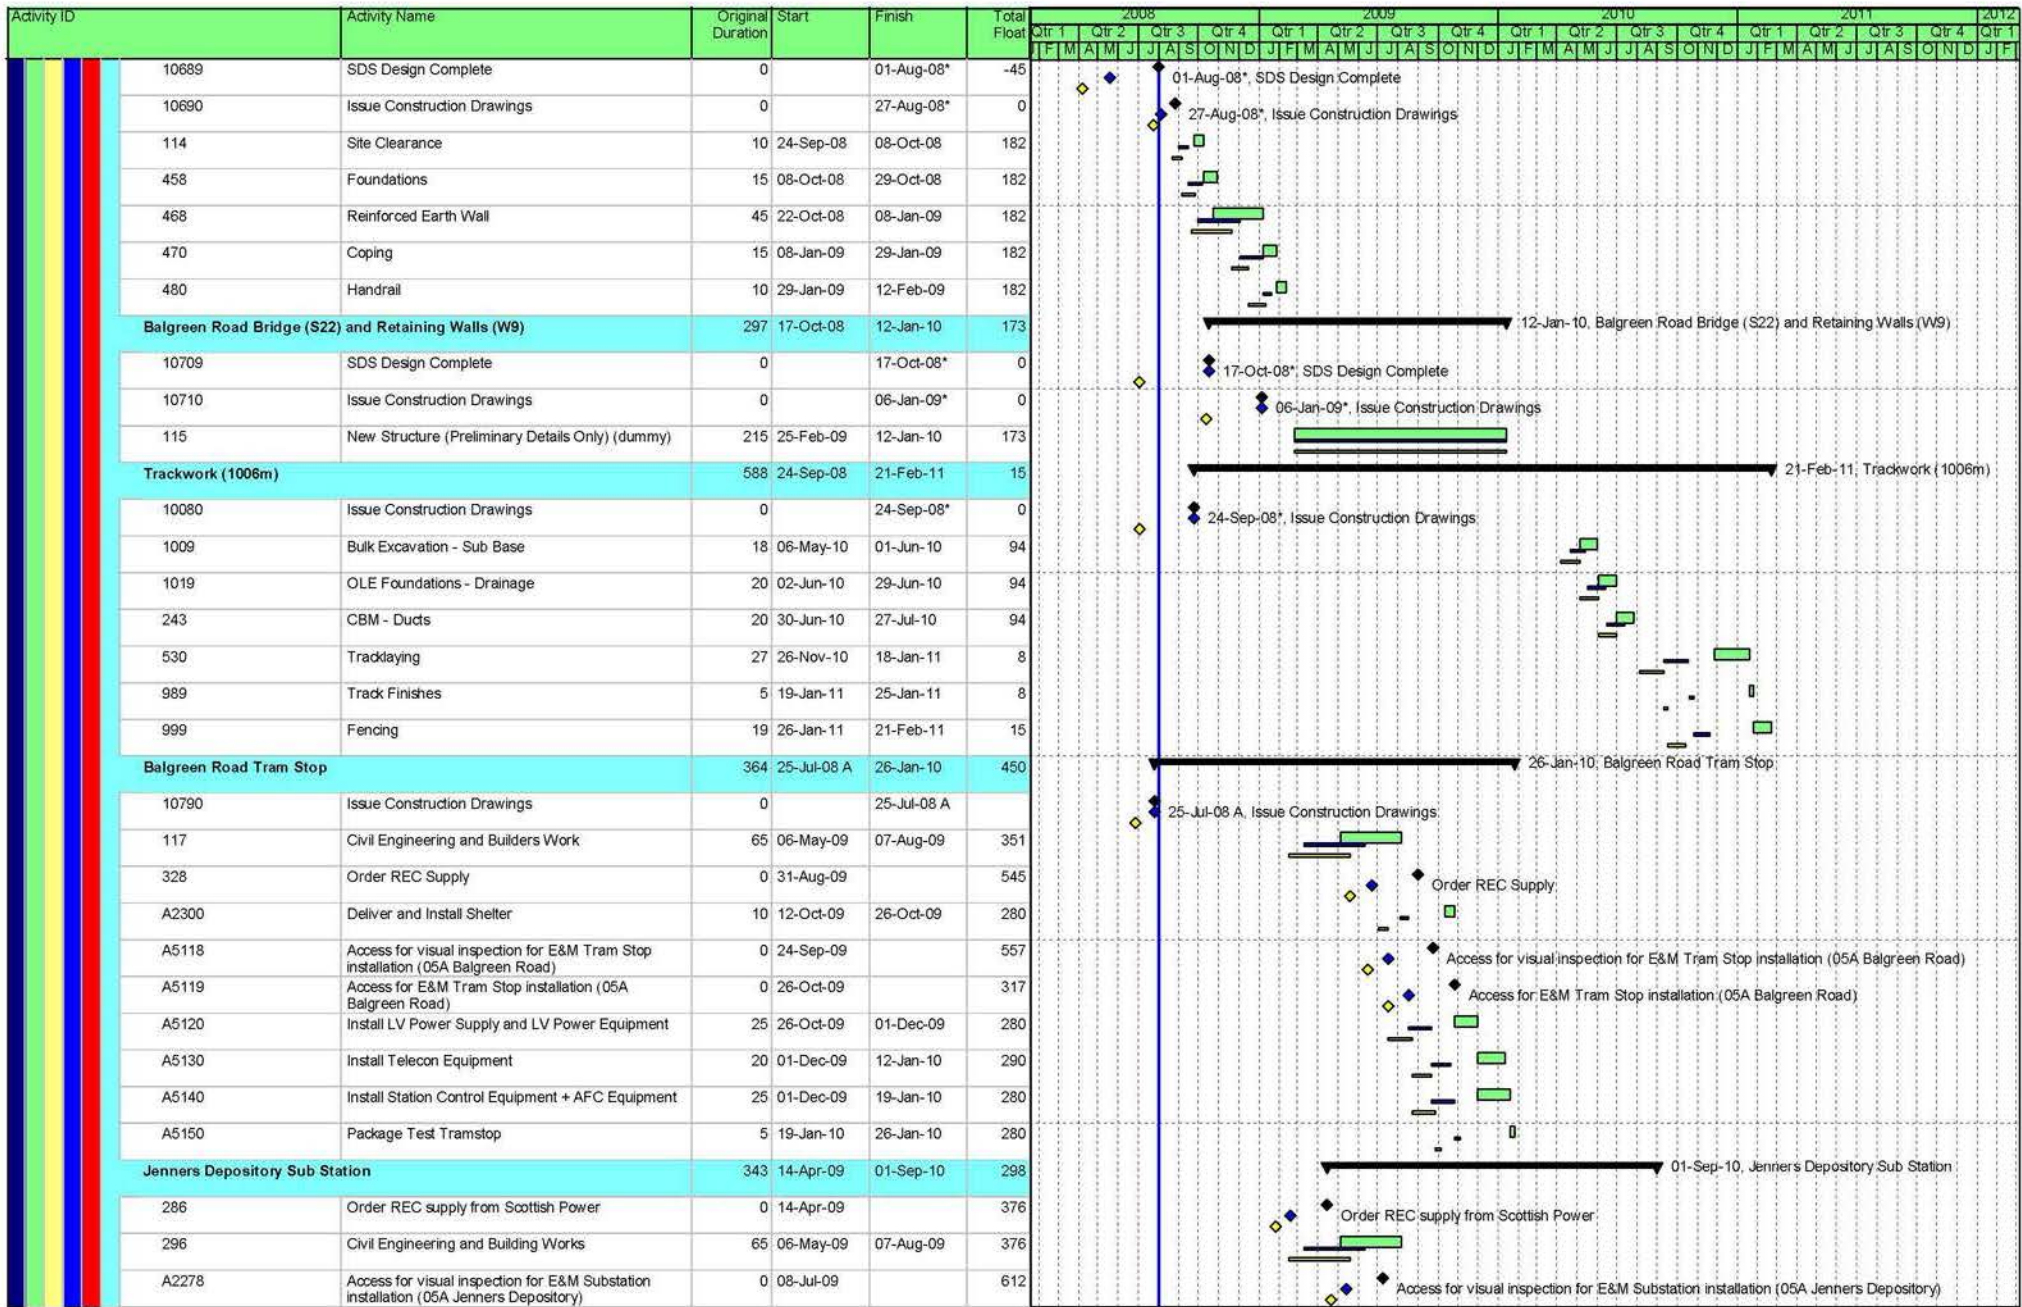 Activity ID Activity Name Original Start Finish Total 2008 2009 2010 2011 2012
Duration Float Qtr 1 Qtr 2 Qtr 3 Qtr 4 Qtr 1 Qtr 2 Qtr 3 Qtr 4 Qtr 1 Qtr 2 Qtr 3 Qtr 4 Qtr 1 Qtr 2 Qtr 3 Qtr 4 Qtr 1
F M A M J J A S O N D J F M A M J J A S O N D J F M A M J J A S O N D J F M A M J J A S O N D J F
10689 SDS Design Complete 0 01-Aug-08* -45 01-Aug-08*, SDS Design Complete
10690 Issue Construction Drawings 0 27-Aug-08* 0 27-Aug-08*, Issue Construction Drawings
114 Site Clearance 10 24-Sep-08 08-Oct-08 182
458 Foundations 15 08-Oct-08 29-Oct-08 182
468 Reinforced Earth Wall 45 22-Oct-08 08-Jan-09 182
470 Coping 15 08-Jan-09 29-Jan-09 182
480 Handrail 10 29-Jan-09 12-Feb-09 182
Balgreen Road Bridge (S22) and Retaining Walls (W9) 297 17-Oct-08 12-Jan-10 173 12-Jan-10, Balgreen Road Bridge (S22) and Retaining Walls (W9)
10709 SDS Design Complete 0 17-Oct-08* 0 17-Oct-08*, SDS Design Complete
10710 Issue Construction Drawings 0 06-Jan-09* 0 06-Jan-09*, Issue Construction Drawings
115 New Structure (Preliminary Details Only) (dummy) 215 25-Feb-09 12-Jan-10 173
Trackwork (1006m) 588 24-Sep-08 21-Feb-11 15 21-Feb-11, Trackwork (1006m)
10080 Issue Construction Drawings 0 24-Sep-08* 0 24-Sep-08*, Issue Construction Drawings
1009 Bulk Excavation - Sub Base 18 06-May-10 01-Jun-10 94
1019 OLE Foundations - Drainage 20 02-Jun-10 29-Jun-10 94
243 CBM - Ducts 20 30-Jun-10 27-Jul-10 94
530 Tracklaying 27 26-Nov-10 18-Jan-11 8
989 Track Finishes 5 19-Jan-11 25-Jan-11 8
999 Fencing 19 26-Jan-11 21-Feb-11 15
Balgreen Road Tram Stop 364 25-Jul-08 A 26-Jan-10 450 26-Jan-10, Balgreen Road Tram Stop
10790 Issue Construction Drawings 0 25-Jul-08 A 25-Jul-08 A, Issue Construction Drawings
117 Civil Engineering and Builders Work 65 06-May-09 07-Aug-09 351
328 Order REC Supply 0 31-Aug-09 545 Order REC Supply
A2300 Deliver and Install Shelter 10 12-Oct-09 26-Oct-09 280
A5118 Access for visual inspection for E&M Tram Stop 0 24-Sep-09 557 Access for visual inspection for E&M Tram Stop installation (05A Balgreen Road)
installation (05A Balgreen Road)
A5119 Access for E&M Tram Stop installation (05A 0 26-Oct-09 317 Access for E&M Tram Stop installation (05A Balgreen Road)
Balgreen Road)
A5120 Install LV Power Supply and LV Power Equipment 25 26-Oct-09 01-Dec-09 280
A5130 Install Telecon Equipment 20 01-Dec-09 12-Jan-10 290
A5140 Install Station Control Equipment + AFC Equipment 25 01-Dec-09 19-Jan-10 280
A5150 Package Test Tramstop 5 19-Jan-10 26-Jan-10 280
Jenners Depository Sub Station 343 14-Apr-09 01-Sep-10 298 01-Sep-10, Jenners Depository Sub Station
286 Order REC supply from Scottish Power 0 14-Apr-09 376 Order REC supply from Scottish Power
296 Civil Engineering and Building Works 65 06-May-09 07-Aug-09 376
A2278 Access for visual inspection for E&M Substation 0 08-Jul-09 612 Access for visual inspection for E&M Substation installation (05A Jenners Depository)
installation (05A Jenners Depository)